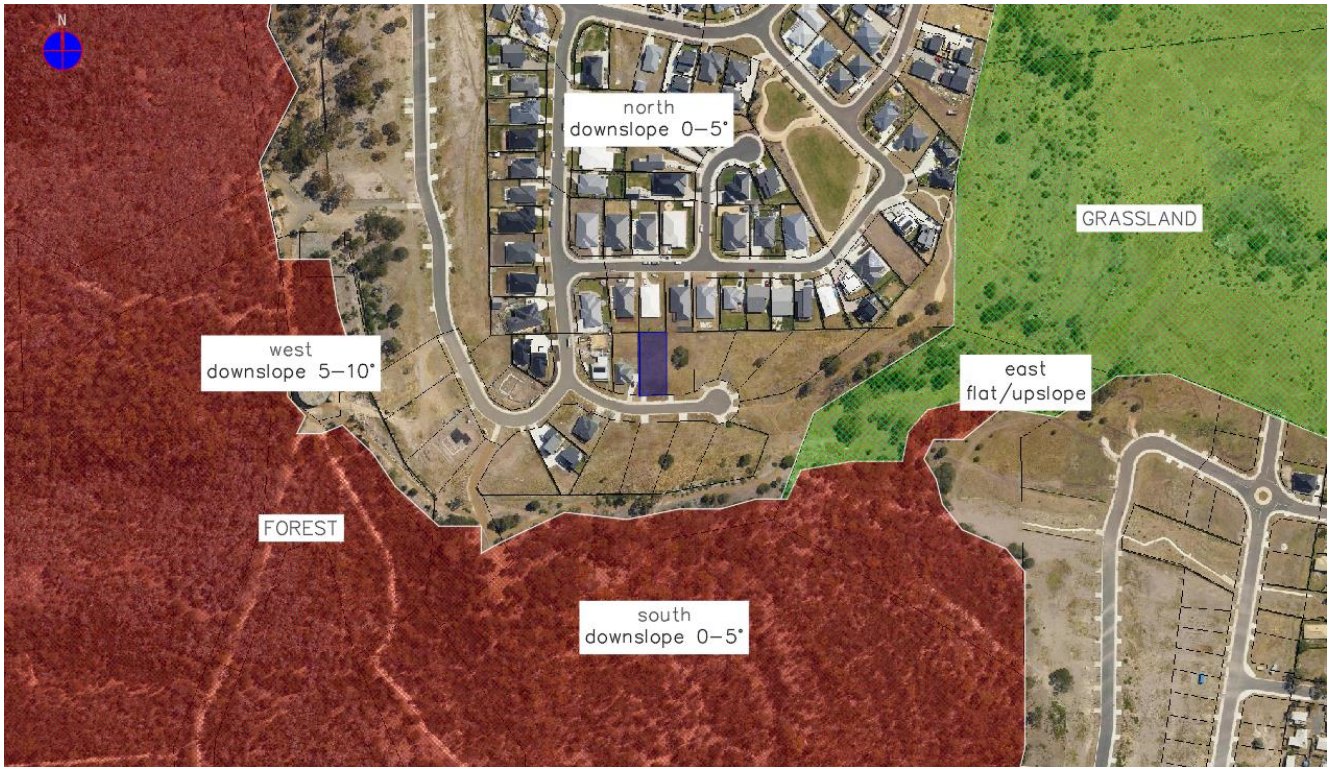 N
north
downslope 0–5°
GRASSLAND
west
downslope 5–10°
east
flat/upslope
FOREST
south
downslope 0–5°